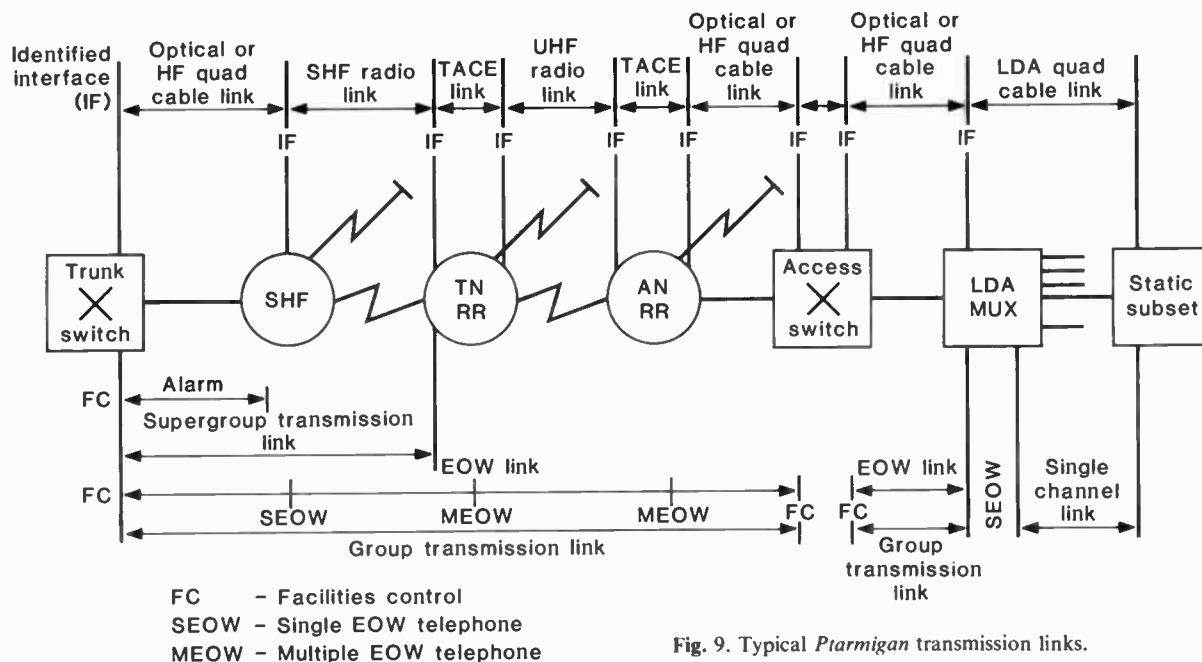 Identified
interface
(IF)
Optical or
HF quad
cable link
SHF radio
link
TACE
link
UHF
radio
link
TACE
link
Optical or
HF quad
cable
link
Optical or
HF quad
cable
link
LDA quad
cable link
IF
IF
IF
IF
IF
IF
IF
IF
Trunk
switch
SHF
TN
RR
AN
RR
Access
switch
LDA
MUX
Static
subset
FC
Alarm
Supergroup transmission
link
FC
EOW link
SEOW
MEOW
MEOW
Group transmission link
FC
FC
EOW link
Group
transmission
link
SEOW
Single
channel
link
FC – Facilities control
SEOW – Single EOW telephone
MEOW – Multiple EOW telephone
Fig. 9. Typical Ptarmigan transmission links.